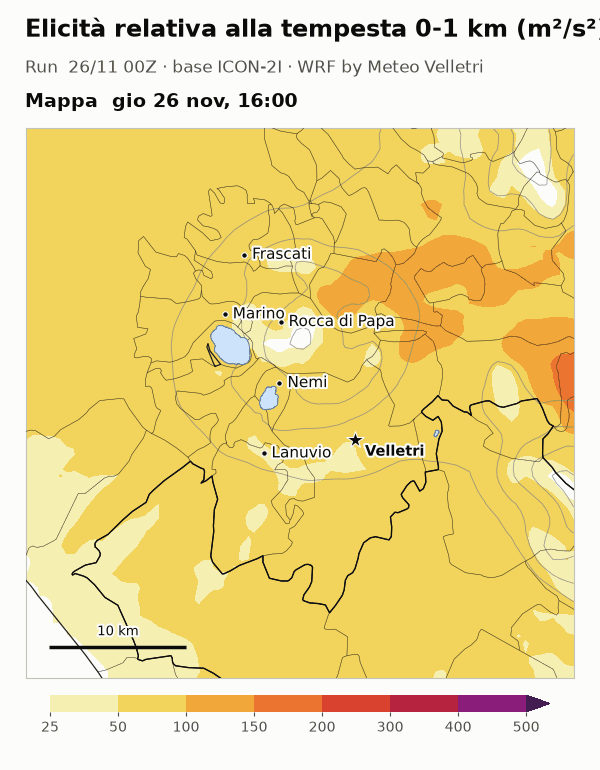 Elicità relativa alla tempesta 0-1 km (m²/s²)
Run  26/11 00Z · base ICON-2I · WRF by Meteo Velletri
Mappa  gio 26 nov, 16:00
Frascati
Marino
Rocca di Papa
Nemi
Lanuvio
Velletri
10 km
25 50 100 150 200 300 400 500